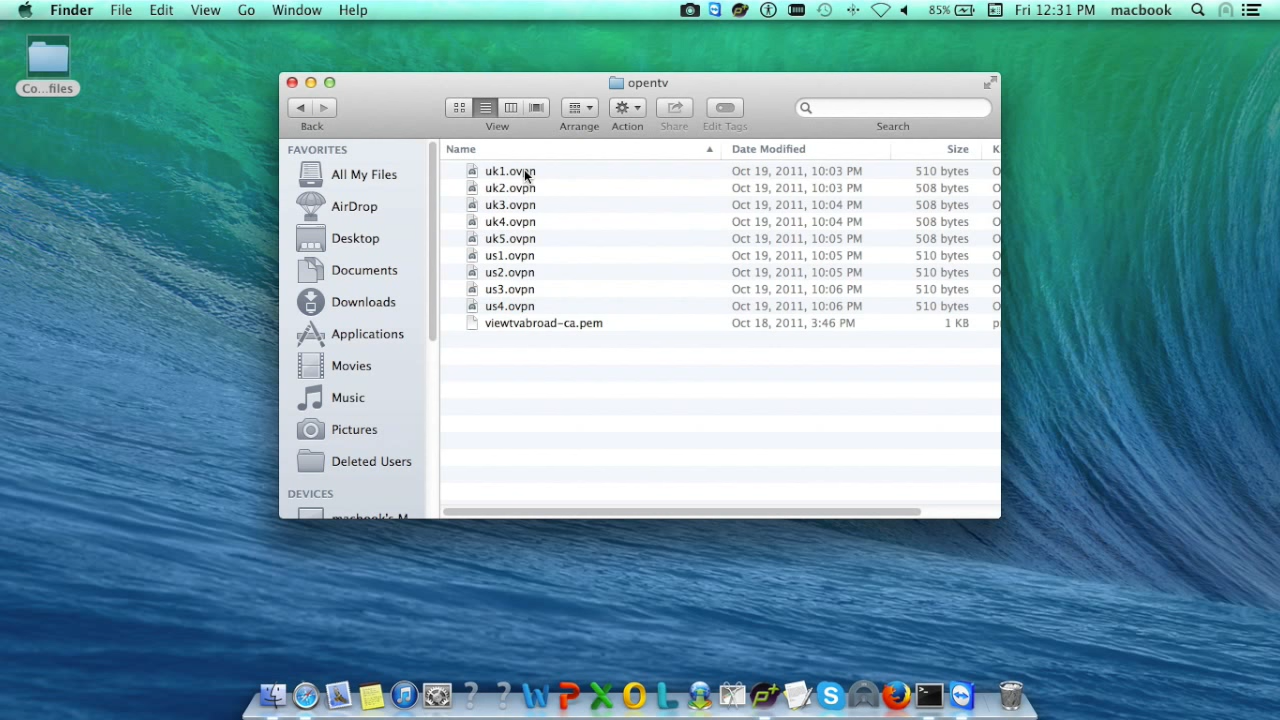 Finder File Edit View Go Window Help 85% Fri 12:31 PM macbook
Co...files
opentv
Back View Arrange Action Share Edit Tags Search
FAVORITES
All My Files
AirDrop
Desktop
Documents
Downloads
Applications
Movies
Music
Pictures
Deleted Users
DEVICES
macbook's M
Name Date Modified Size K
uk1.ovpn Oct 19, 2011, 10:03 PM 510 bytes O
uk2.ovpn Oct 19, 2011, 10:03 PM 508 bytes O
uk3.ovpn Oct 19, 2011, 10:04 PM 508 bytes O
uk4.ovpn Oct 19, 2011, 10:04 PM 508 bytes O
uk5.ovpn Oct 19, 2011, 10:05 PM 508 bytes O
us1.ovpn Oct 19, 2011, 10:05 PM 510 bytes O
us2.ovpn Oct 19, 2011, 10:05 PM 510 bytes O
us3.ovpn Oct 19, 2011, 10:06 PM 510 bytes O
us4.ovpn Oct 19, 2011, 10:06 PM 510 bytes O
viewtvabroad-ca.pem Oct 18, 2011, 3:46 PM 1 KB p